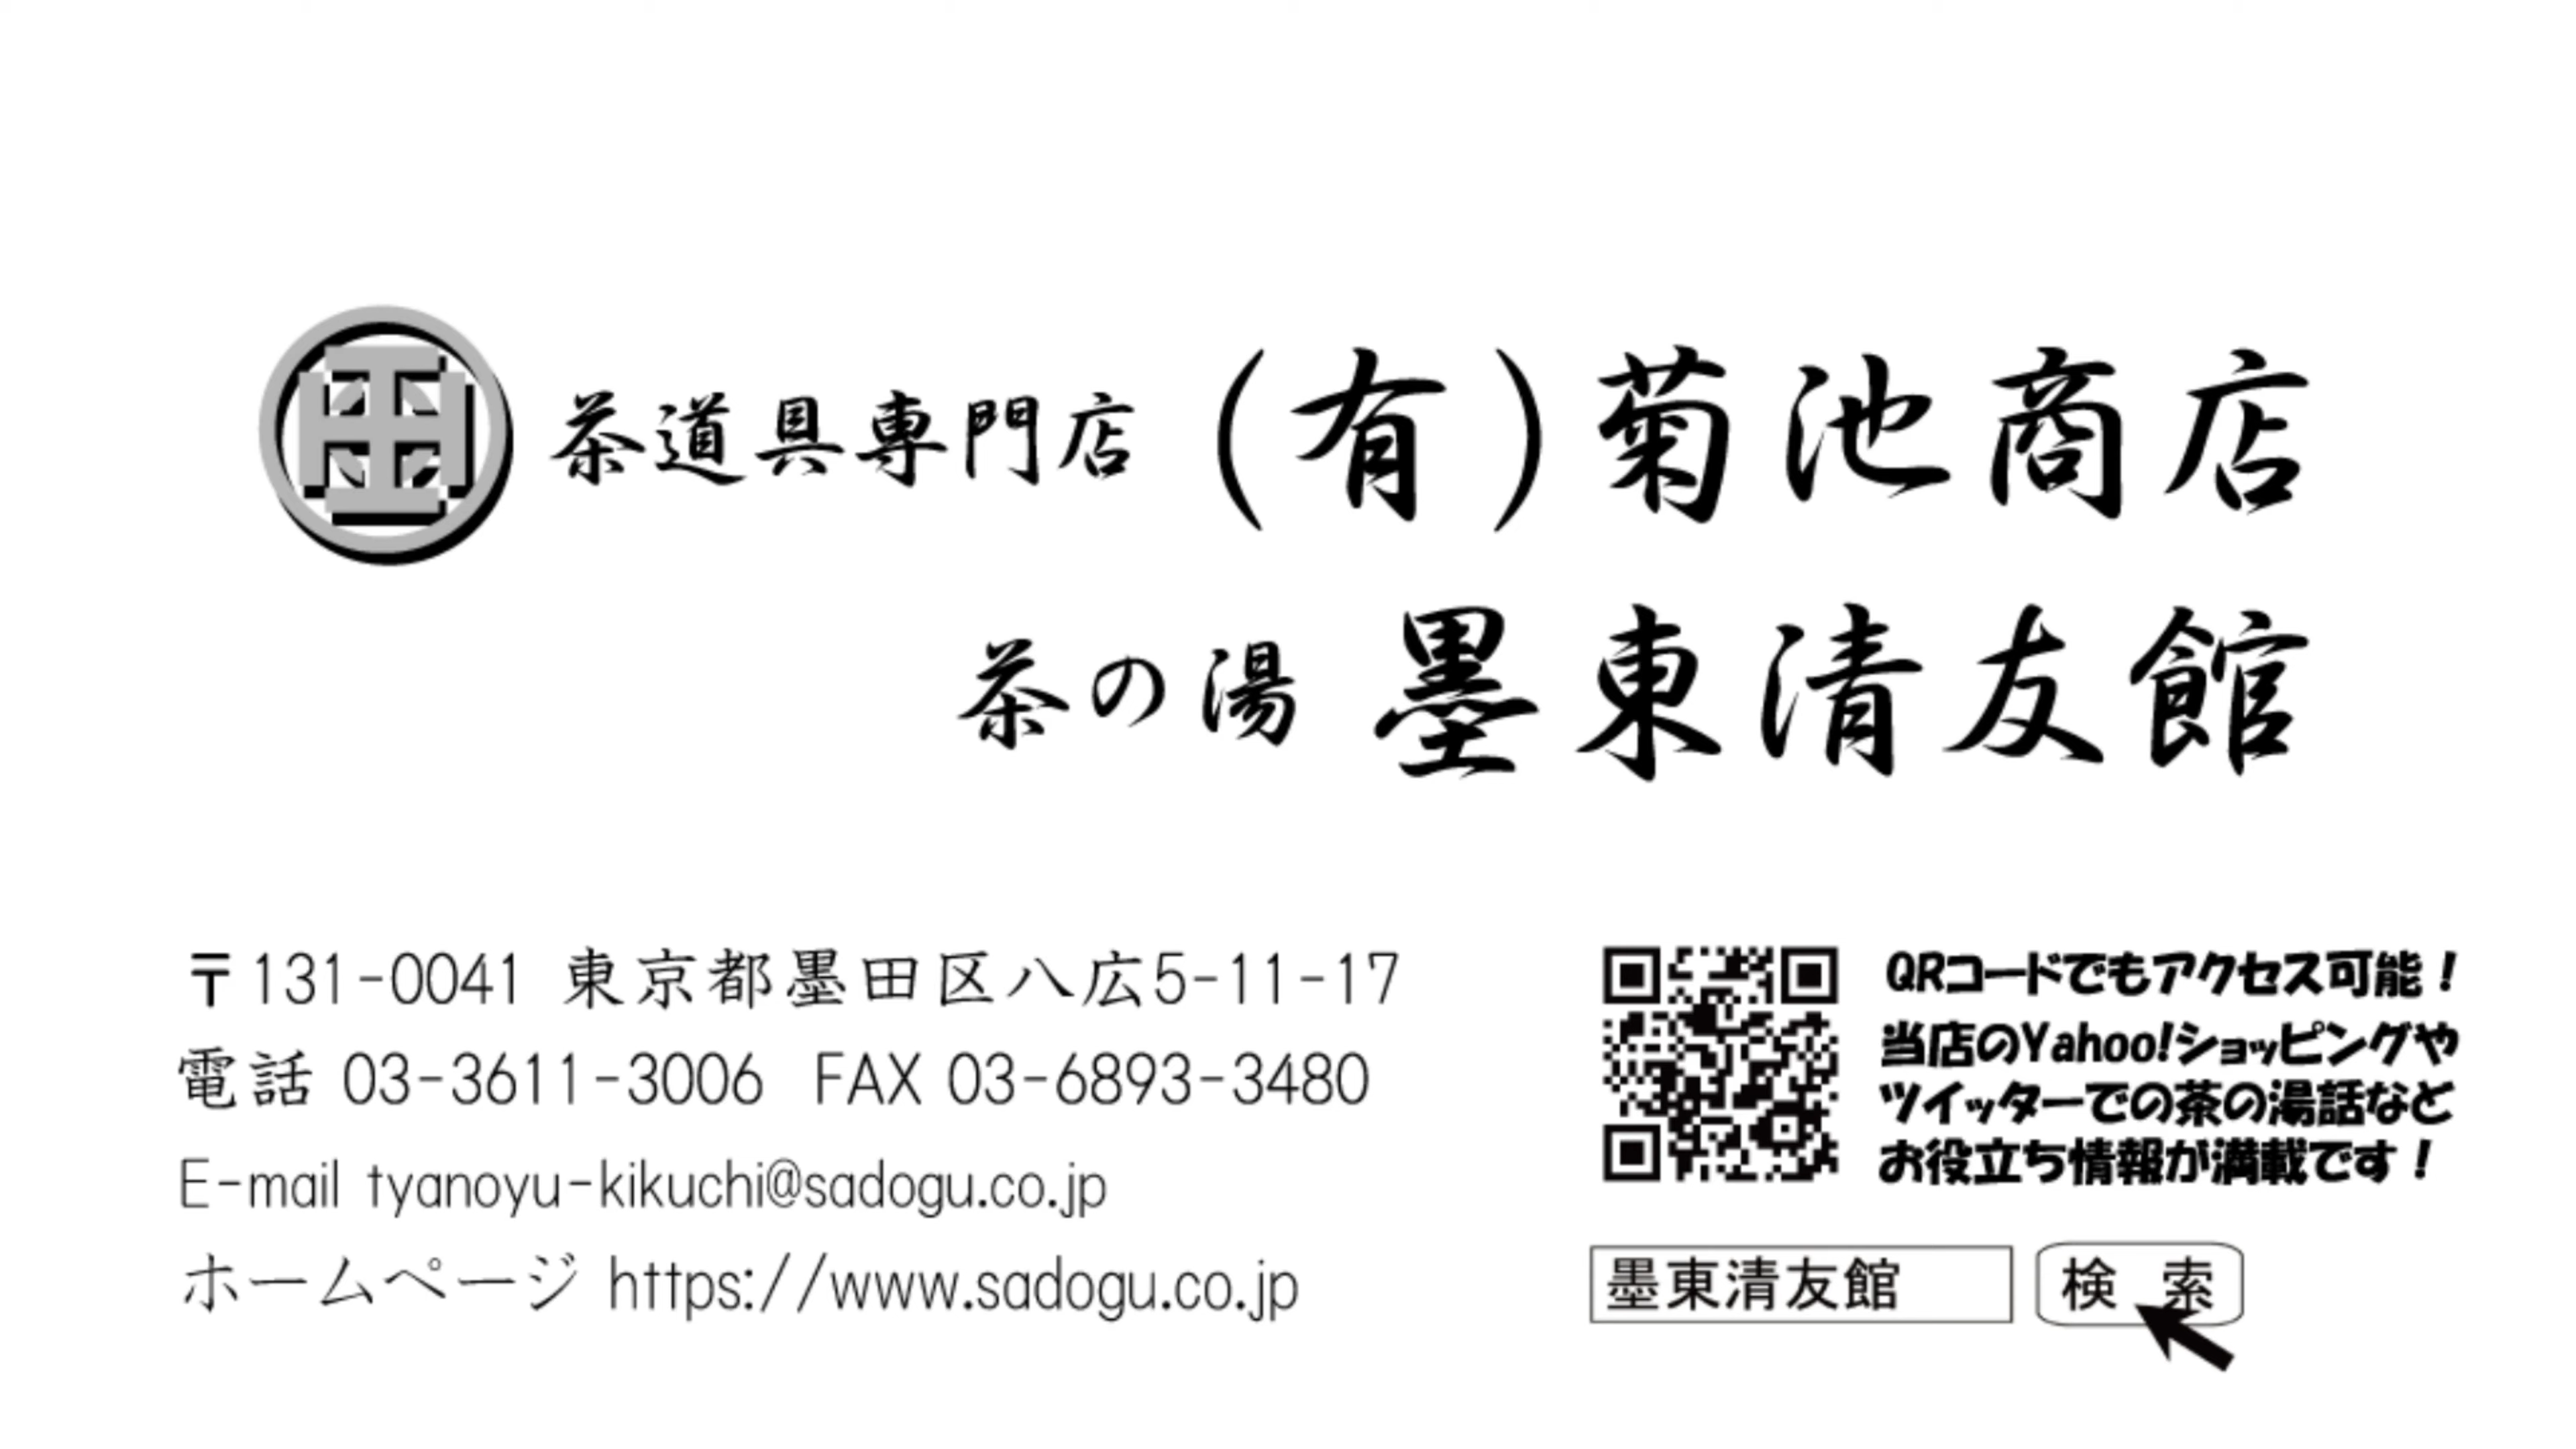 茶道具専門店 (有)菊池商店
茶の湯 墨東清友館
〒131-0041 東京都墨田区八広5-11-17
電話 03-3611-3006 FAX 03-6893-3480
E-mail tyanoyu-kikuchi@sadogu.co.jp
ホームページ https://www.sadogu.co.jp
QRコードでもアクセス可能!
当店のYahoo!ショッピングや
ツイッターでの茶の湯話など
お役立ち情報が満載です!
墨東清友館 検 索